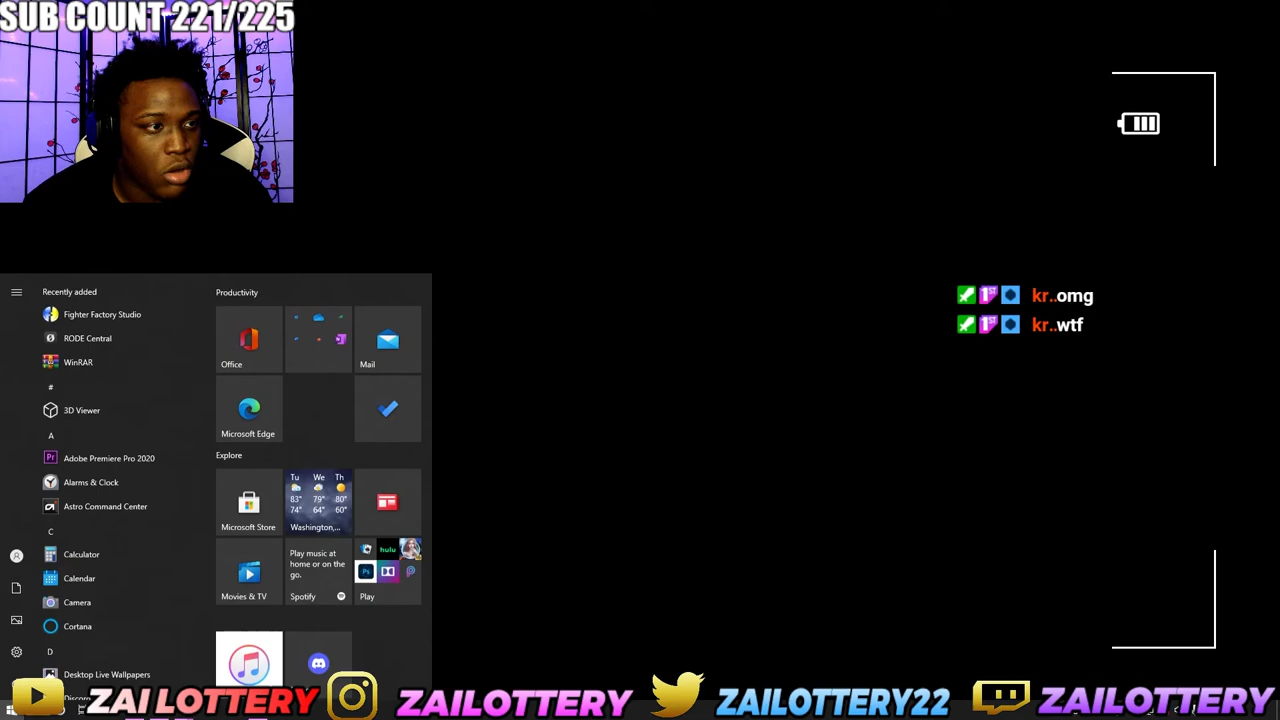 SUB COUNT 221/225
kr..omg
kr..wtf
Recently added
Fighter Factory Studio
RODE Central
WinRAR
#
3D Viewer
A
Adobe Premiere Pro 2020
Alarms & Clock
Astro Command Center
C
Calculator
Calendar
Camera
Cortana
D
Desktop Live Wallpapers
Productivity
Office
Mail
Microsoft Edge
Explore
Microsoft Store
Tu We Th
83° 79° 80°
74° 64° 60°
Washington,...
Movies & TV
Play music at
home or on the
go.
Spotify
hulu
Play
ZAI LOTTERY
ZAILOTTERY
ZAILOTTERY22
ZAILOTTERY